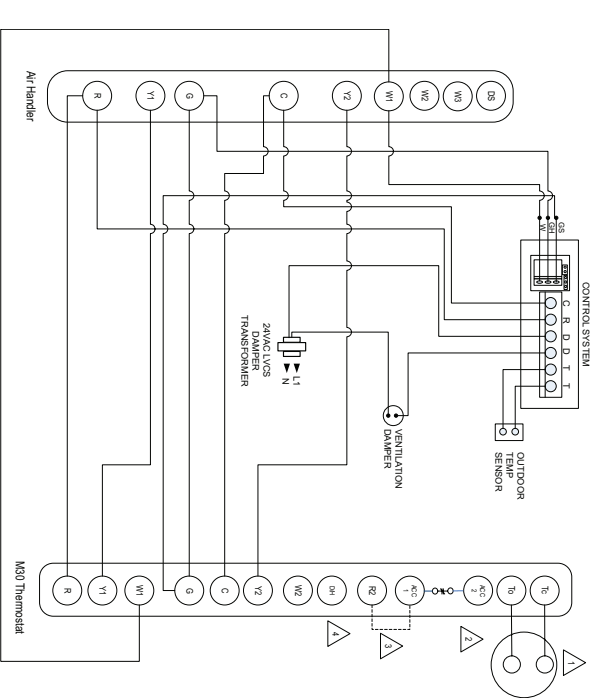 Air Handler
R
Y1
G
C
Y2
W1
W2
W3
DS
CONTROL SYSTEM
GS
GH
W
C
R
D
D
T
T
24VAC LVCS
DAMPER
TRANSFORMER
L1
N
VENTILATION
DAMPER
OUTDOOR
TEMP
SENSOR
M30 Thermostat
R
Y1
W1
G
C
Y2
W2
DH
R2
ACC
1
ACC
2
To
To
4
3
2
1